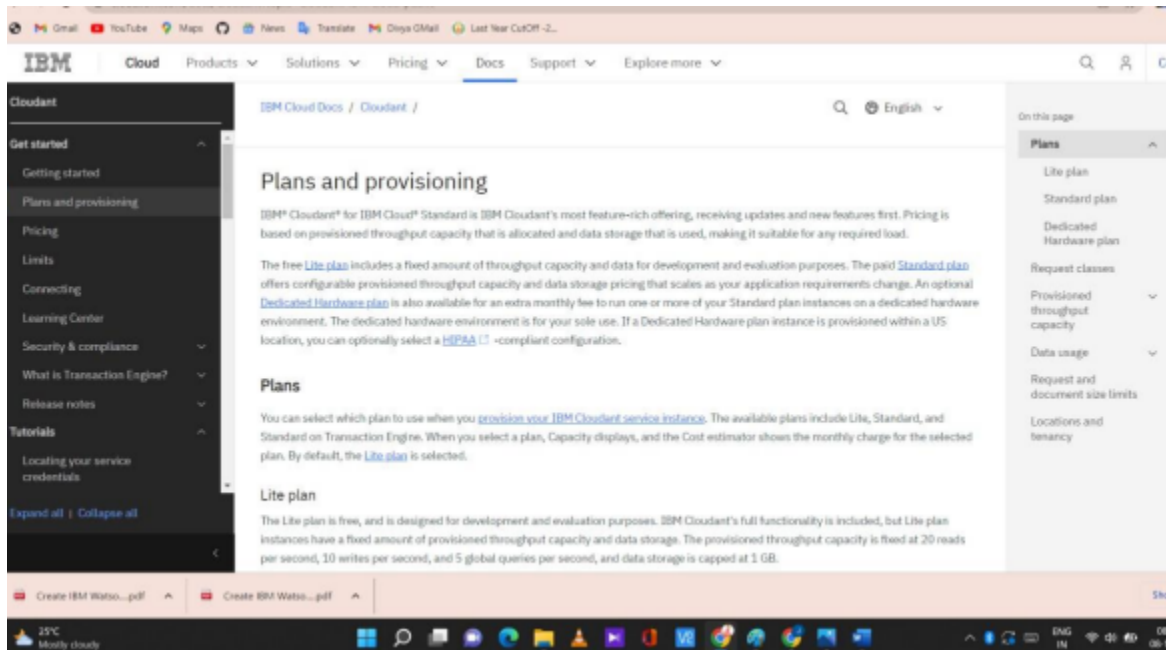 Gmail YouTube Maps News Translate Divya GMail Last Year CutOff -2...
IBM Cloud Products Solutions Pricing Docs Support Explore more
Cloudant
Get started
Getting started
Plans and provisioning
Pricing
Limits
Connecting
Learning Center
Security & compliance
What is Transaction Engine?
Release notes
Tutorials
Locating your service
credentials
Expand all | Collapse all
IBM Cloud Docs / Cloudant /
English
Plans and provisioning
IBM® Cloudant® for IBM Cloud® Standard is IBM Cloudant's most feature-rich offering, receiving updates and new features first. Pricing is
based on provisioned throughput capacity that is allocated and data storage that is used, making it suitable for any required load.
The free Lite plan includes a fixed amount of throughput capacity and data for development and evaluation purposes. The paid Standard plan
offers configurable provisioned throughput capacity and data storage pricing that scales as your application requirements change. An optional
Dedicated Hardware plan is also available for an extra monthly fee to run one or more of your Standard plan instances on a dedicated hardware
environment. The dedicated hardware environment is for your sole use. If a Dedicated Hardware plan instance is provisioned within a US
location, you can optionally select a HIPAA -compliant configuration.
Plans
You can select which plan to use when you provision your IBM Cloudant service instance. The available plans include Lite, Standard, and
Standard on Transaction Engine. When you select a plan, Capacity displays, and the Cost estimator shows the monthly charge for the selected
plan. By default, the Lite plan is selected.
Lite plan
The Lite plan is free, and is designed for development and evaluation purposes. IBM Cloudant's full functionality is included, but Lite plan
instances have a fixed amount of provisioned throughput capacity and data storage. The provisioned throughput capacity is fixed at 20 reads
per second, 10 writes per second, and 5 global queries per second, and data storage is capped at 1 GB.
On this page
Plans
Lite plan
Standard plan
Dedicated
Hardware plan
Request classes
Provisioned
throughput
capacity
Data usage
Request and
document size limits
Locations and
tenancy
Create IBM Watso....pdf Create IBM Watso....pdf
25°C
Mostly cloudy
ENG
IN